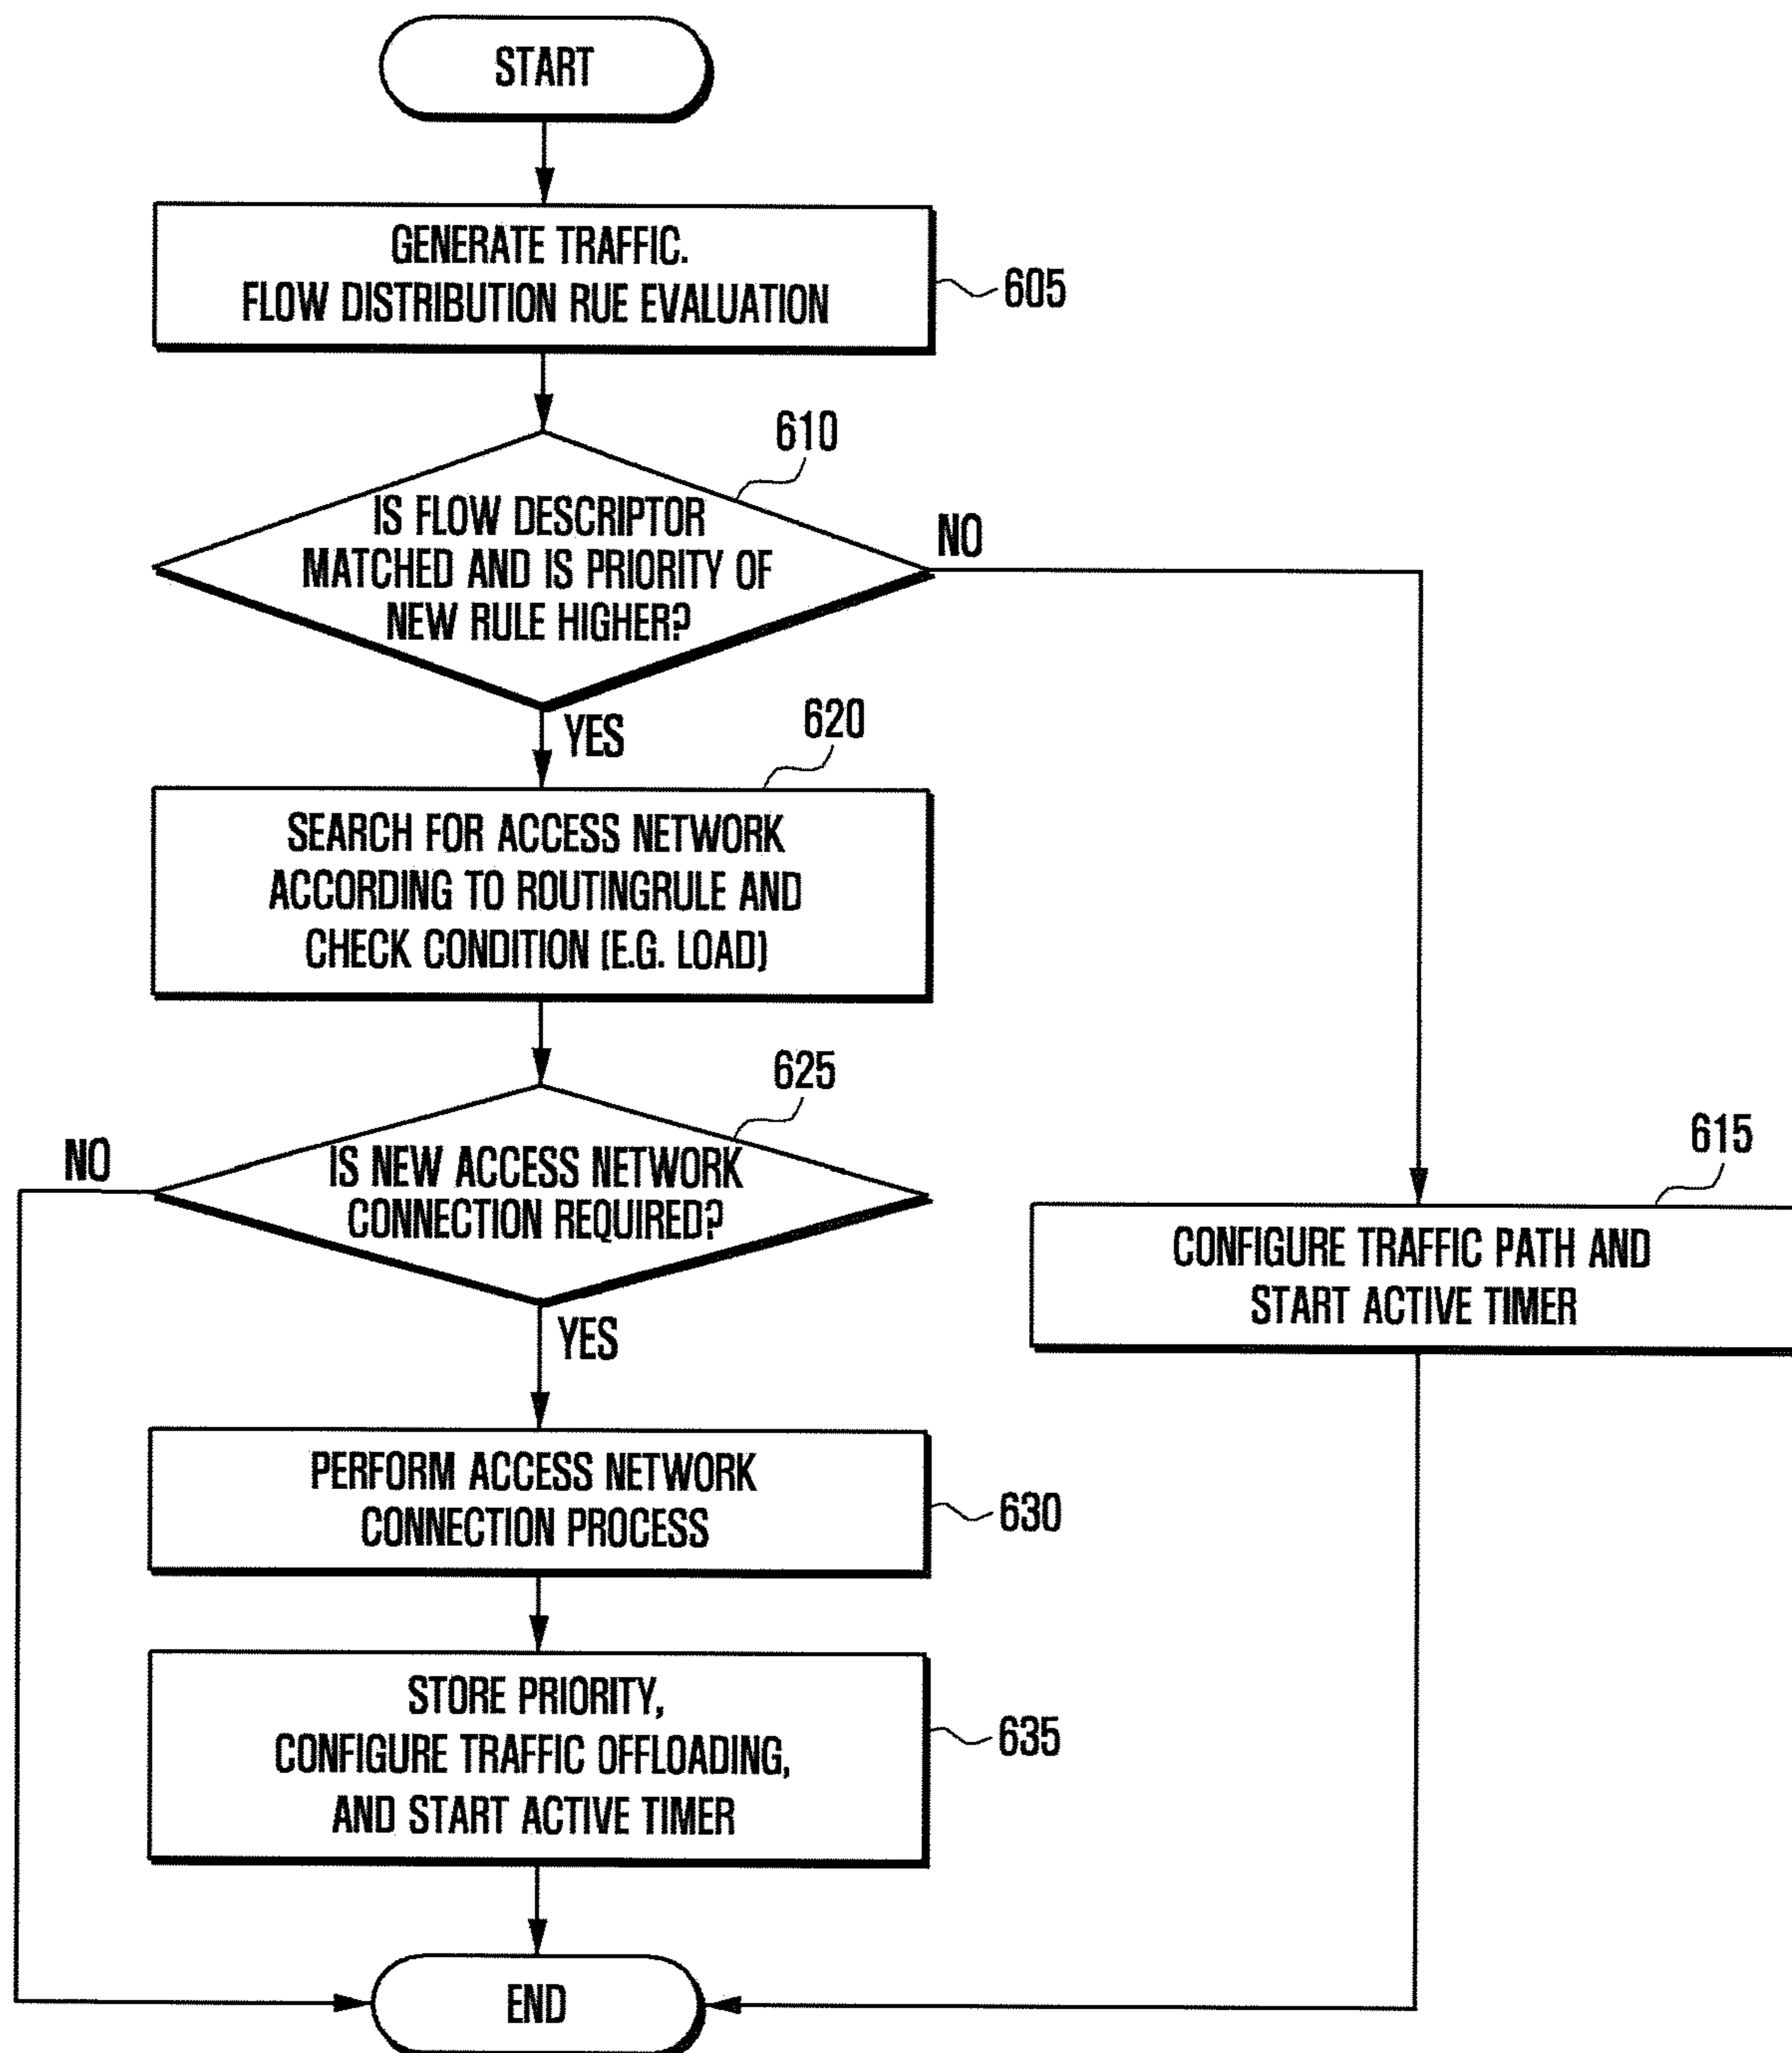 START
GENERATE TRAFFIC.
FLOW DISTRIBUTION RUE EVALUATION
605
610
IS FLOW DESCRIPTOR
MATCHED AND IS PRIORITY OF
NEW RULE HIGHER?
NO
YES
620
SEARCH FOR ACCESS NETWORK
ACCORDING TO ROUTINGRULE AND
CHECK CONDITION (E.G. LOAD)
625
IS NEW ACCESS NETWORK
CONNECTION REQUIRED?
NO
YES
615
CONFIGURE TRAFFIC PATH AND
START ACTIVE TIMER
PERFORM ACCESS NETWORK
CONNECTION PROCESS
630
STORE PRIORITY,
CONFIGURE TRAFFIC OFFLOADING,
AND START ACTIVE TIMER
635
END